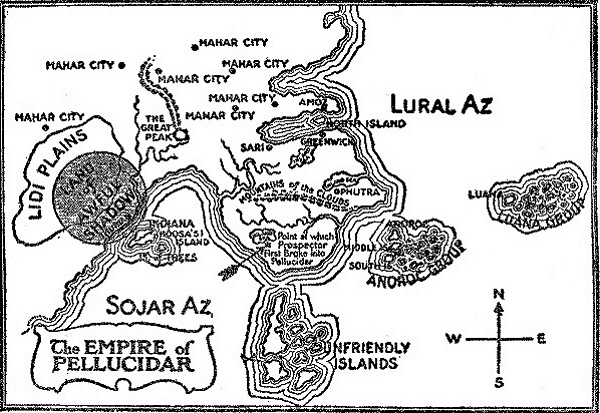 MAHAR CITY
MAHAR CITY
MAHAR CITY
MAHAR CITY
MAHAR CITY
MAHAR CITY
MAHAR CITY
AMOZ
LURAL AZ
NORTH ISLAND
GREENWICH
SARI
THE
GREAT
PEAK
LIDI PLAINS
LAND
of
AWFUL
SHADOW
MOUNTAINS of the CLOUDS
PHUTRA
LUANA
LUANA GROUP
Point at which
Prospector
First Broke into
Pellucidar
ISLAND
TREES
MIDDLE IS.
SOUTH IS.
ANOROC GROUP
SOJAR AZ
The EMPIRE of
PELLUCIDAR
UNFRIENDLY
ISLANDS
N
W
E
S